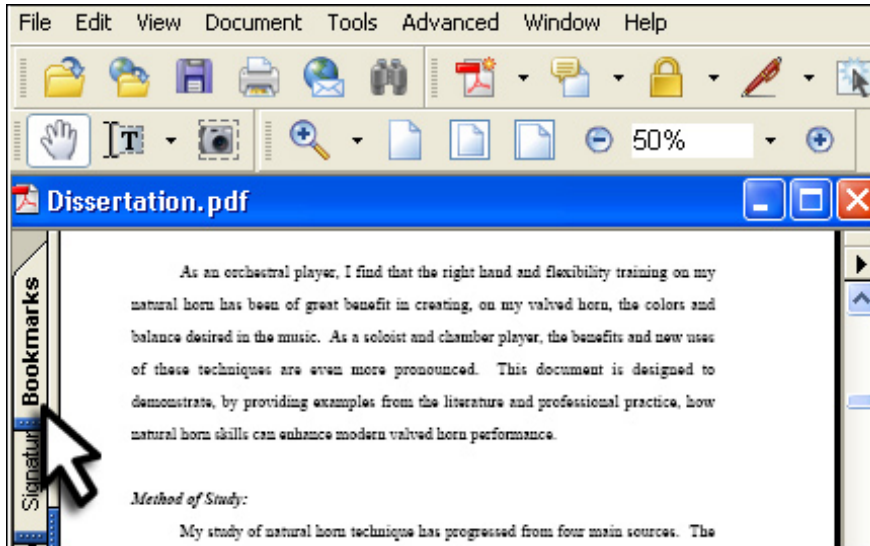 File Edit View Document Tools Advanced Window Help
T
50%
Dissertation.pdf
Bookmarks
As an orchestral player, I find that the right hand and flexibility training on my
natural horn has been of great benefit in creating, on my valved horn, the colors and
balance desired in the music. As a soloist and chamber player, the benefits and new uses
of these techniques are even more pronounced. This document is designed to
demonstrate, by providing examples from the literature and professional practice, how
natural horn skills can enhance modern valved horn performance.
Signatur
Method of Study:
My study of natural horn technique has progressed from four main sources. The